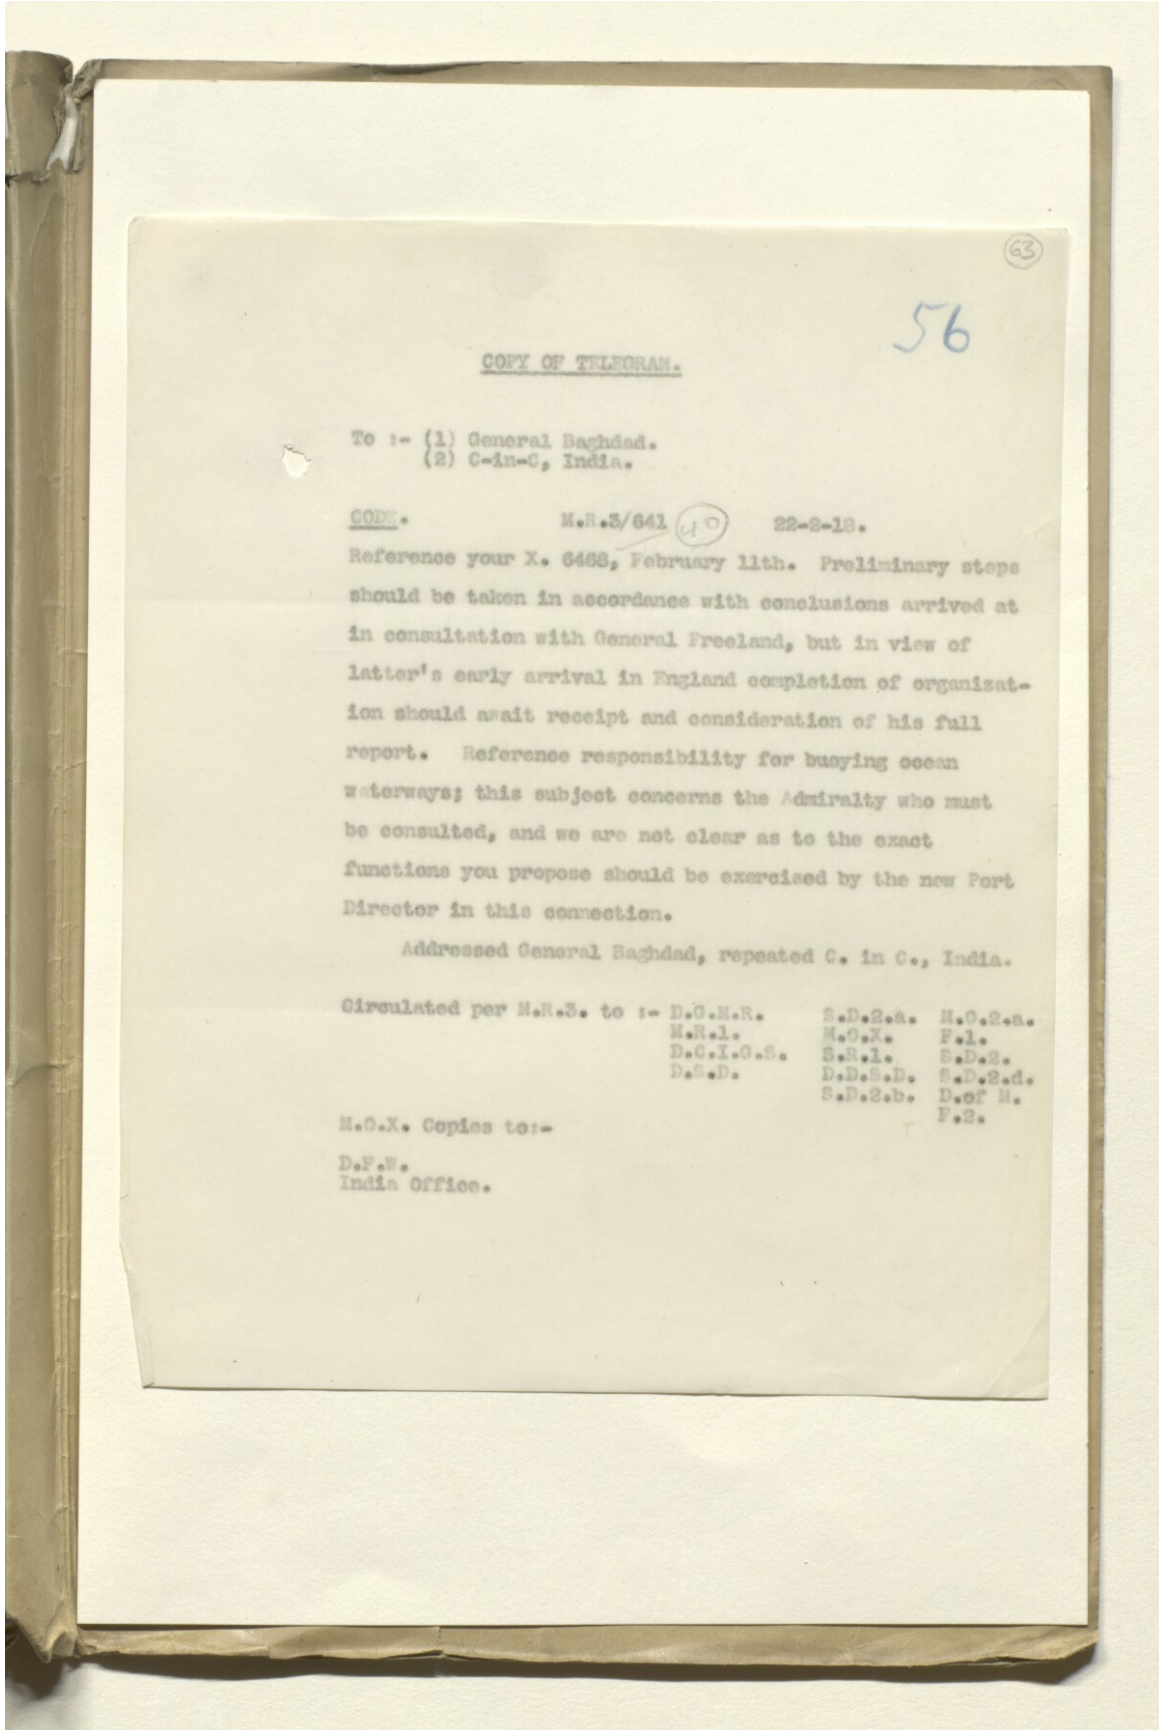 63
56
COPY OF TELEGRAM.
To :- (1) General Baghdad.
(2) C-in-C, India.
CODE. M.R.3/641 40 22-2-18.
Reference your X. 6468, February 11th. Preliminary steps
should be taken in accordance with conclusions arrived at
in consultation with General Freeland, but in view of
latter's early arrival in England completion of organizat-
ion should await receipt and consideration of his full
report. Reference responsibility for buoying ocean
waterways; this subject concerns the Admiralty who must
be consulted, and we are not clear as to the exact
functions you propose should be exercised by the new Port
Director in this connection.
Addressed General Baghdad, repeated C. in C., India.
Circulated per M.R.3. to :- D.G.M.R. S.D.2.a. M.O.2.a.
M.R.1. M.O.X. F.1.
D.C.I.G.S. S.R.1. S.D.2.
D.S.D. D.D.S.D. S.D.2.d.
S.D.2.b. D.of M.
F.2.
M.O.X. Copies to:-
D.F.W.
India Office.